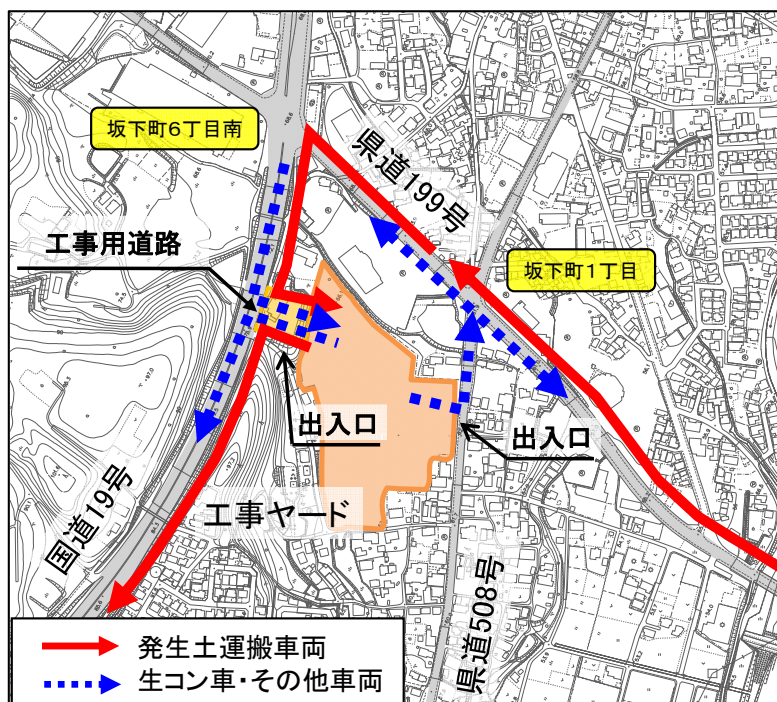 坂下町6丁目南
県道199号
工事用道路
坂下町1丁目
出入口
出入口
工事ヤード
国道19号
県道508号
発生土運搬車両
生コン車・その他車両